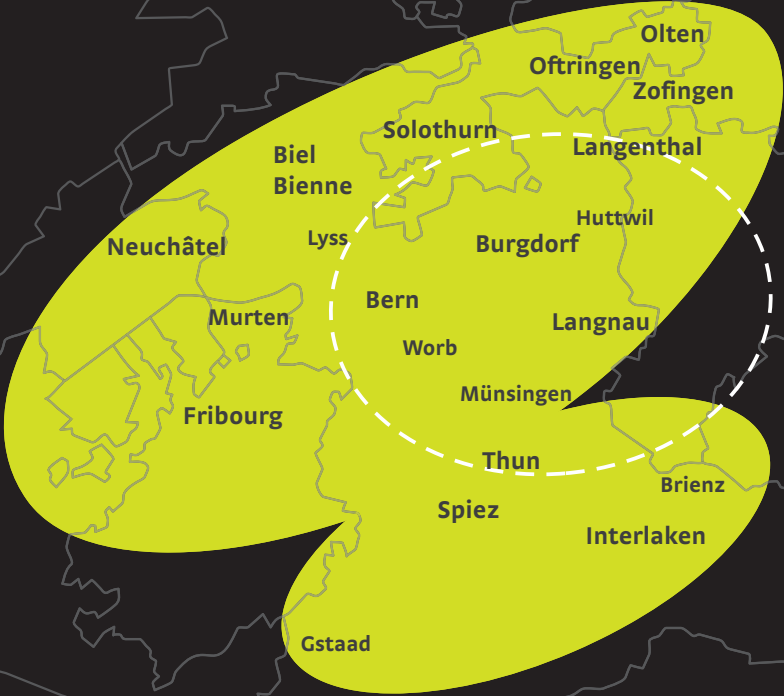 Olten
Oftringen
Zofingen
Solothurn
Langenthal
Biel
Bienne
Huttwil
Lyss
Burgdorf
Neuchâtel
Bern
Murten
Langnau
Worb
Münsingen
Fribourg
Thun
Brienz
Spiez
Interlaken
Gstaad